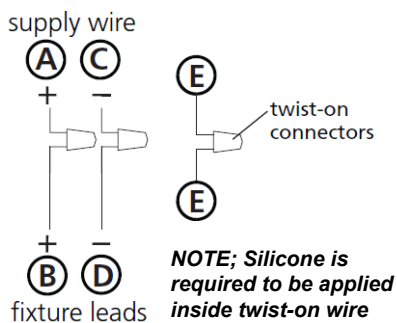 supply wire
A C
+ −
E
twist-on
connectors
E
+ −
B D
fixture leads
NOTE; Silicone is
required to be applied
inside twist-on wire